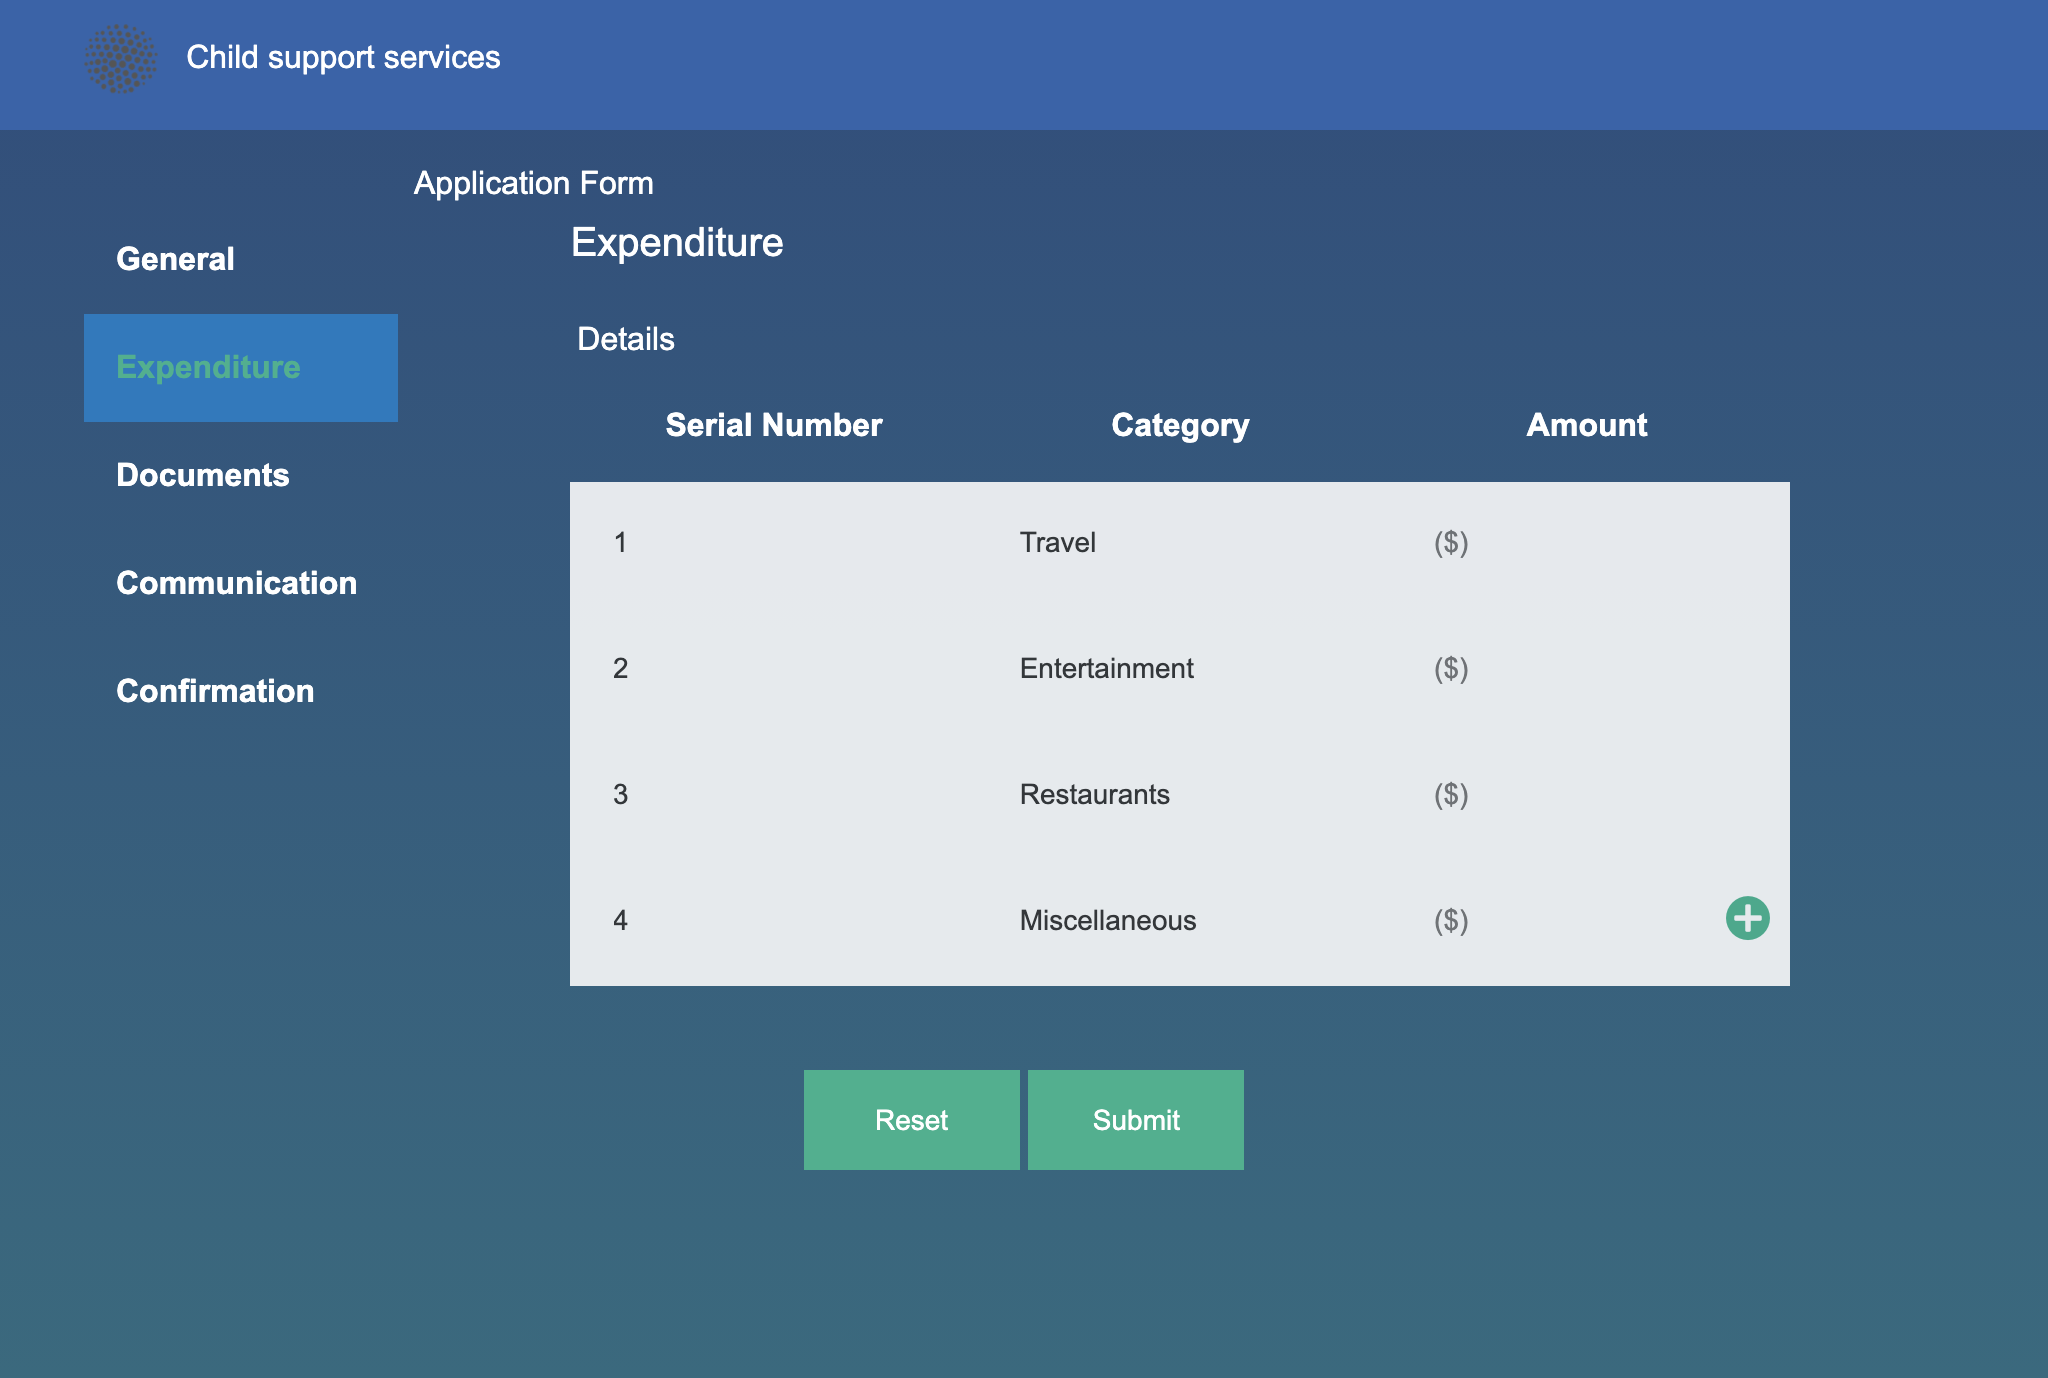 Child support services
Application Form
General
Expenditure
Documents
Communication
Confirmation
Expenditure
Details
Serial Number Category Amount
1 Travel ($)
2 Entertainment ($)
3 Restaurants ($)
4 Miscellaneous ($)
Reset Submit